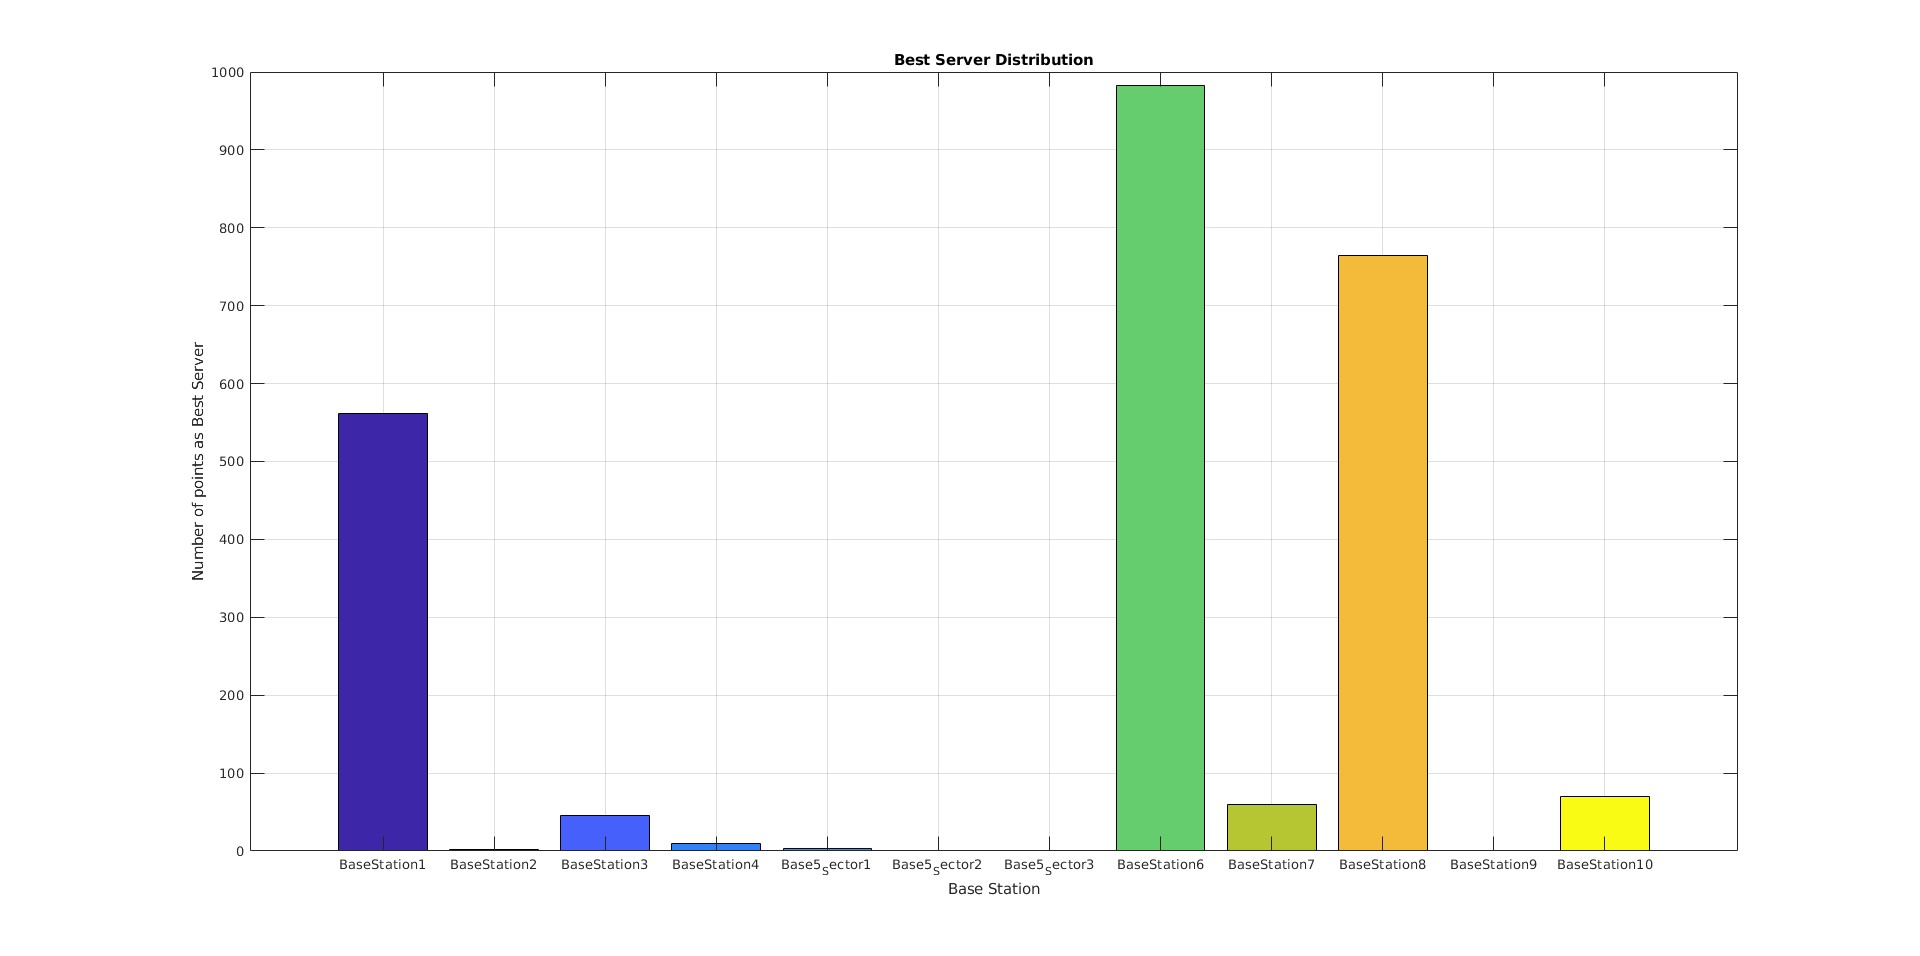 Best Server Distribution
1000
900
800
700
600
500
400
300
200
100
0
Number of points as Best Server
BaseStation1 BaseStation2 BaseStation3 BaseStation4 Base5Sector1 Base5Sector2 Base5Sector3 BaseStation6 BaseStation7 BaseStation8 BaseStation9 BaseStation10
Base Station